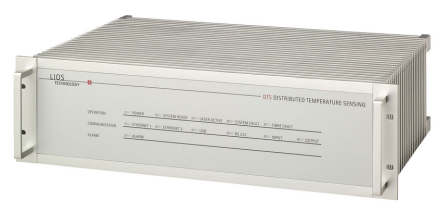 LIOS
TECHNOLOGY
DTS DISTRIBUTED TEMPERATURE SENSING
OPERATION POWER SYSTEM READY LASER ACTIVE SYSTEM FAULT FIBRE FAULT
COMMUNICATION ETHERNET 1 ETHERNET 2 USB RS 232 INPUT OUTPUT
ALARM ALARM